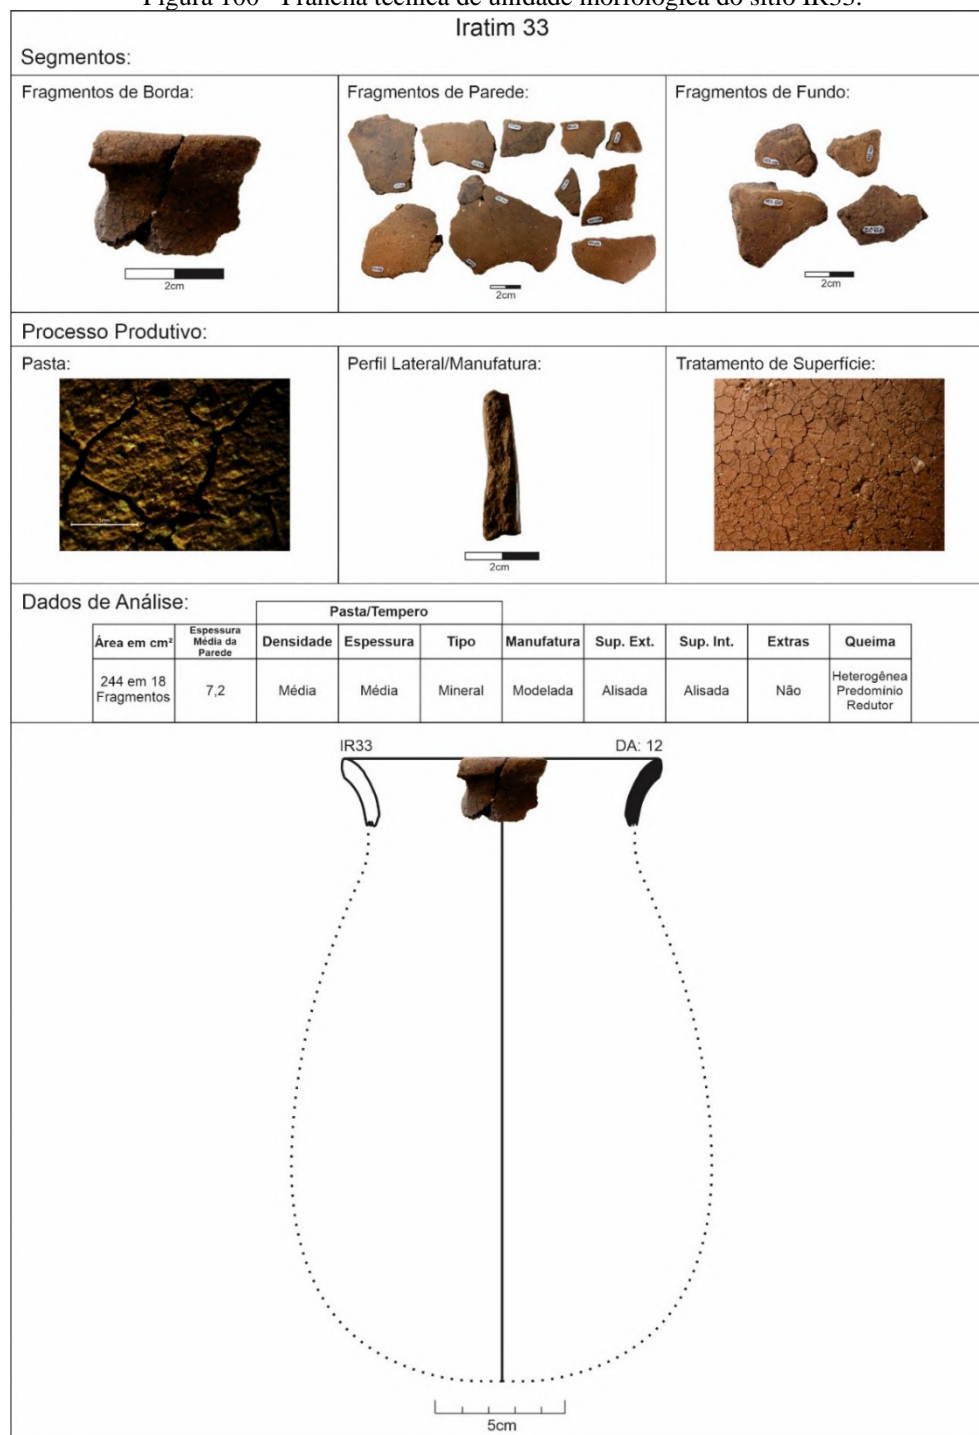 Figura 100 - Prancha técnica de unidade morfológica do sítio IR33.
Iratim 33
Segmentos:
Fragmentos de Borda:
Fragmentos de Parede:
Fragmentos de Fundo:
2cm
2cm
2cm
Processo Produtivo:
Pasta:
Perfil Lateral/Manufatura:
Tratamento de Superfície:
2cm
Dados de Análise:
Pasta/Tempero
Área em cm² Espessura Média da Parede Densidade Espessura Tipo Manufatura Sup. Ext. Sup. Int. Extras Queima
244 em 18 Fragmentos 7,2 Média Média Mineral Modelada Alisada Alisada Não Heterogênea Predomínio Redutor
IR33
DA: 12
5cm